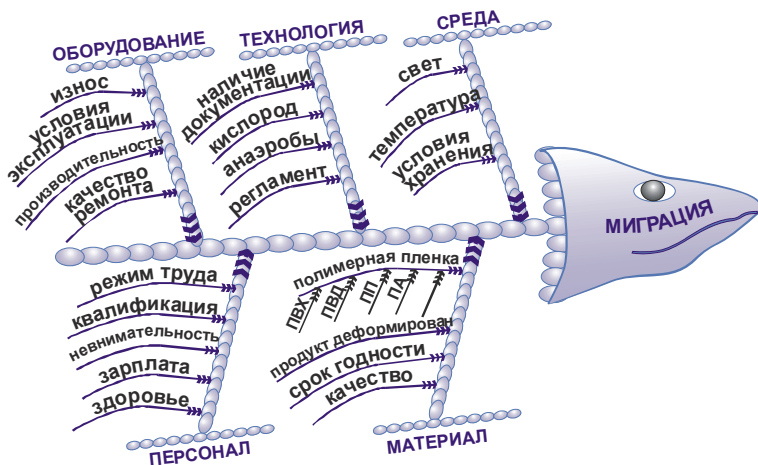 ОБОРУДОВАНИЕ
износ
условия
эксплуатации
производительность
качество
ремонта
ТЕХНОЛОГИЯ
наличие
документации
кислород
анаэробы
регламент
СРЕДА
свет
температура
условия
хранения
МИГРАЦИЯ
режим труда
квалификация
невнимательность
зарплата
здоровье
ПЕРСОНАЛ
полимерная пленка
ПВХ
ПВД
ПП
ПА
продукт деформирован
срок годности
качество
МАТЕРИАЛ